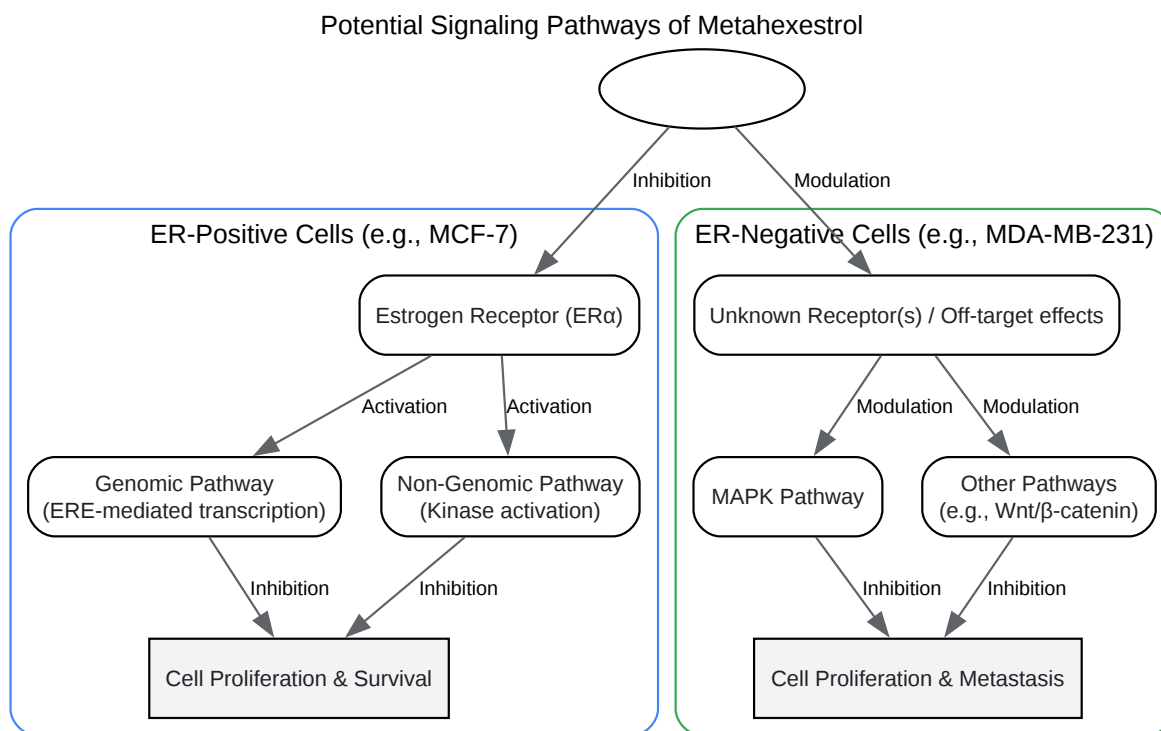 Potential Signaling Pathways of Metahexestrol
Inhibition
Modulation
ER-Positive Cells (e.g., MCF-7)
ER-Negative Cells (e.g., MDA-MB-231)
Estrogen Receptor (ERα)
Unknown Receptor(s) / Off-target effects
Activation
Activation
Modulation
Modulation
Genomic Pathway
(ERE-mediated transcription)
Non-Genomic Pathway
(Kinase activation)
MAPK Pathway
Other Pathways
(e.g., Wnt/β-catenin)
Inhibition
Inhibition
Inhibition
Inhibition
Cell Proliferation & Survival
Cell Proliferation & Metastasis